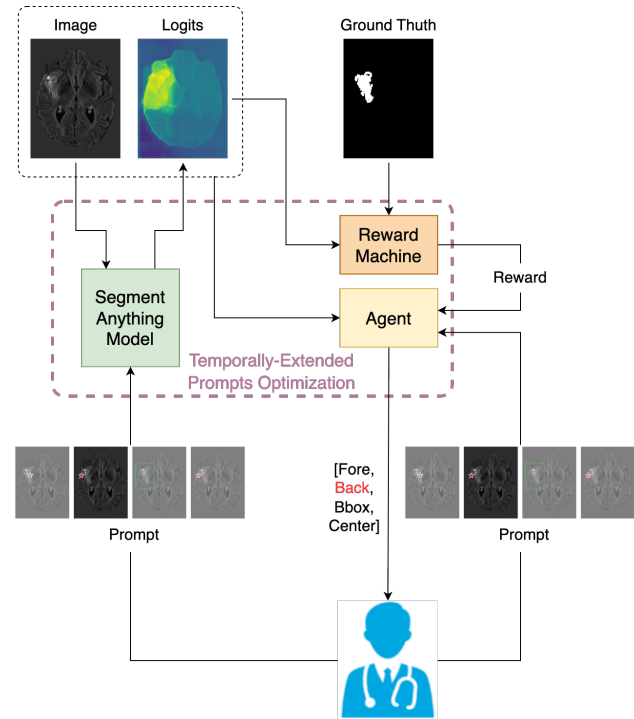 Image
Logits
Ground Thuth
Reward
Machine
Reward
Segment
Anything
Model
Agent
Temporally-Extended
Prompts Optimization
[Fore,
Back,
Bbox,
Center]
Prompt
Prompt